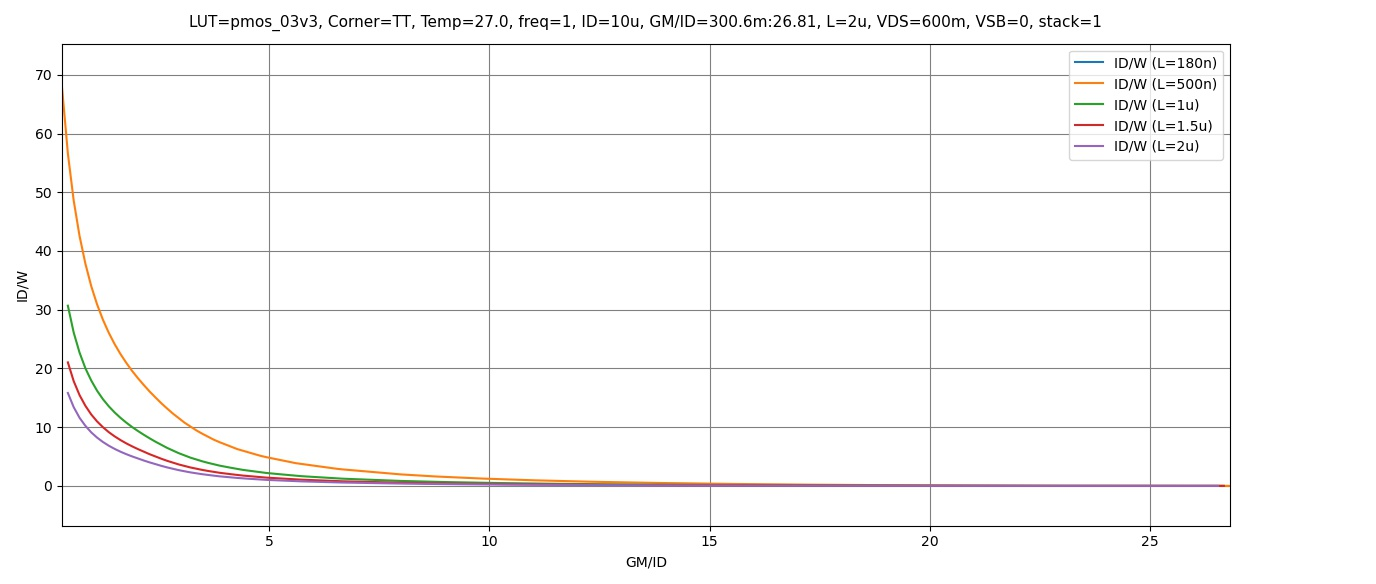 LUT=pmos_03v3, Corner=TT, Temp=27.0, freq=1, ID=10u, GM/ID=300.6m:26.81, L=2u, VDS=600m, VSB=0, stack=1
ID/W (L=180n)
ID/W (L=500n)
ID/W (L=1u)
ID/W (L=1.5u)
ID/W (L=2u)
ID/W
70
60
50
40
30
20
10
0
5
10
15
20
25
GM/ID